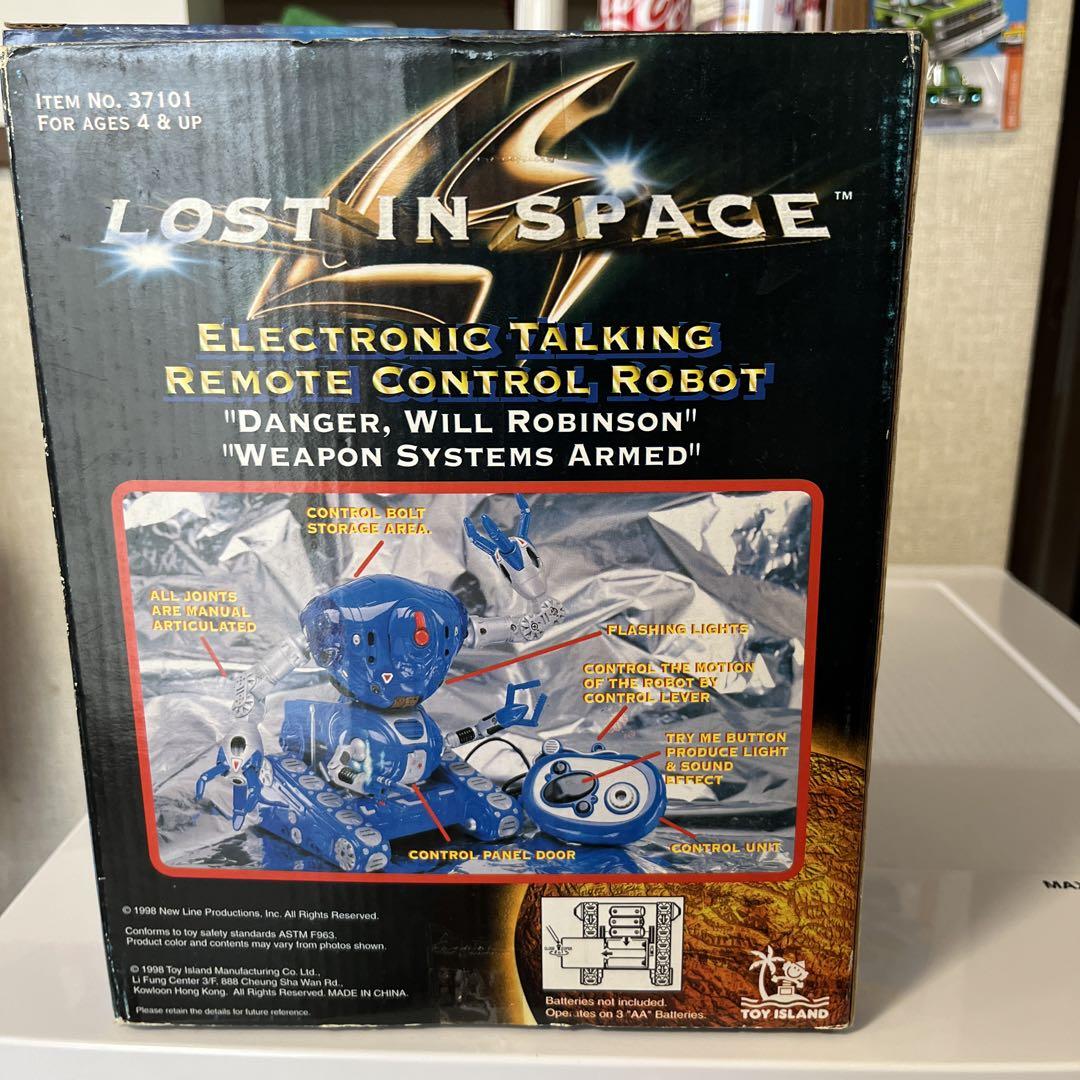 ITEM NO. 37101
FOR AGES 4 & UP
LOST IN SPACE™
ELECTRONIC TALKING
REMOTE CONTROL ROBOT
"DANGER, WILL ROBINSON"
"WEAPON SYSTEMS ARMED"
CONTROL BOLT
STORAGE AREA.
ALL JOINTS
ARE MANUAL
ARTICULATED
FLASHING LIGHTS
CONTROL THE MOTION
OF THE ROBOT BY
CONTROL LEVER
TRY ME BUTTON
PRODUCE LIGHT
& SOUND
EFFECT
CONTROL PANEL DOOR
CONTROL UNIT
© 1998 New Line Productions, Inc. All Rights Reserved.
Conforms to toy safety standards ASTM F963.
Product color and contents may vary from photos shown.
© 1998 Toy Island Manufacturing Co. Ltd.,
Li Fung Center 3/F. 888 Cheung Sha Wan Rd.,
Kowloon Hong Kong. All Rights Reserved. MADE IN CHINA.
Please retain the details for future reference.
Batteries not included.
Operates on 3 "AA" Batteries.
TOY ISLAND
MAX